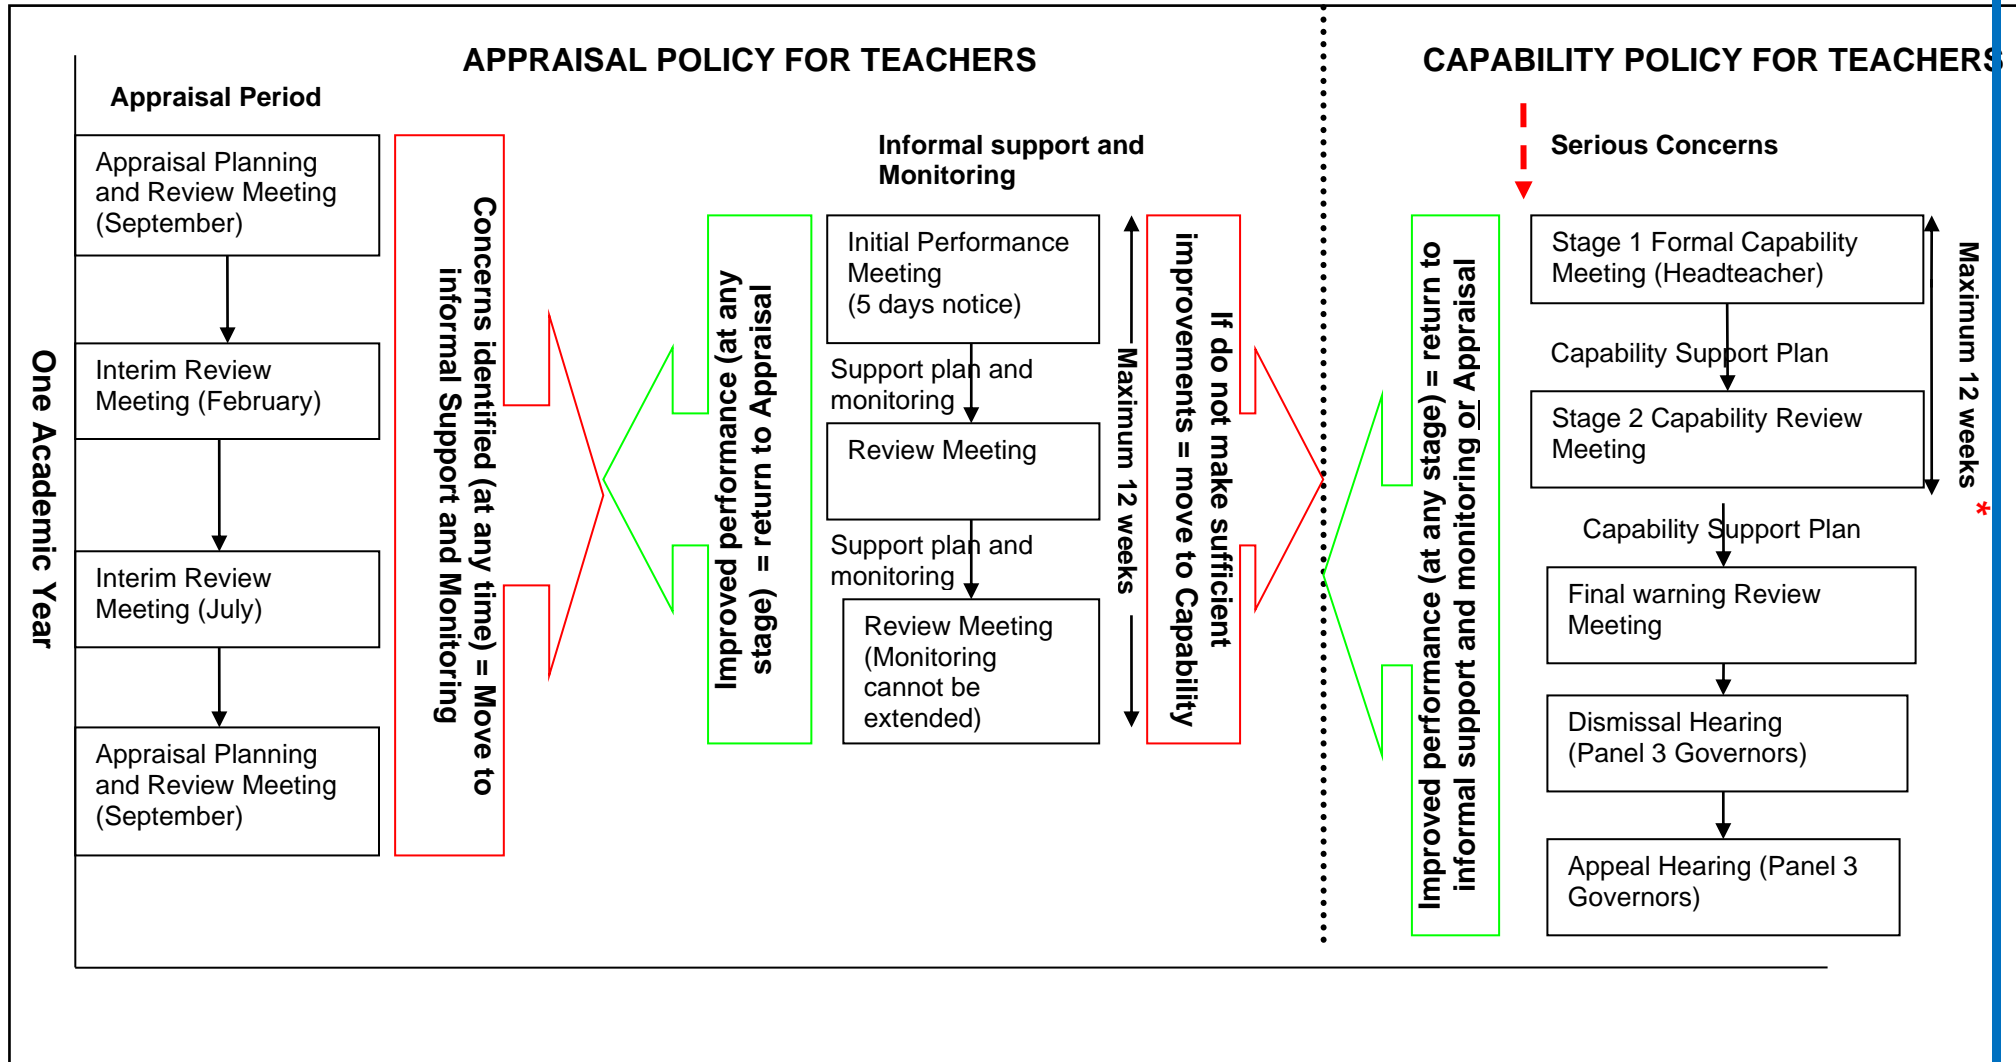 APPRAISAL POLICY FOR TEACHERS
CAPABILITY POLICY FOR TEACHERS
One Academic Year
Appraisal Period
Appraisal Planning
and Review Meeting
(September)
Interim Review
Meeting (February)
Interim Review
Meeting (July)
Appraisal Planning
and Review Meeting
(September)
Concerns identified (at any time) = Move to
informal Support and Monitoring
Improved performance (at any
stage) = return to Appraisal
Informal support and
Monitoring
Initial Performance
Meeting
(5 days notice)
Support plan and
monitoring
Review Meeting
Support plan and
monitoring
Review Meeting
(Monitoring
cannot be
extended)
Maximum 12 weeks
If do not make sufficient
improvements = move to Capability
Improved performance (at any stage) = return to
informal support and monitoring or Appraisal
Serious Concerns
Stage 1 Formal Capability
Meeting (Headteacher)
Capability Support Plan
Stage 2 Capability Review
Meeting
Maximum 12 weeks *
Capability Support Plan
Final warning Review
Meeting
Dismissal Hearing
(Panel 3 Governors)
Appeal Hearing (Panel 3
Governors)